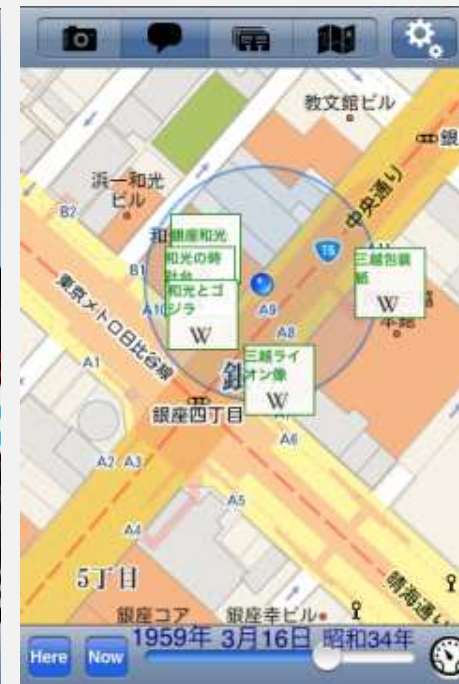 教文館ビル
銀
浜一和光
ビル
B2
中央通り
和
銀座和光
和光の時
計台
和光とゴ
ジラ
W
B1
A10
15
A9
A8
三越包装
紙
W
東京メトロ日比谷線
三越ライ
オン像
W
銀
銀座四丁目
A1
A6
A2 A3
A5
A4
5丁目
晴海通り
銀座コア
銀座幸ビル
1959年 3月16日 昭和34年
Here
Now